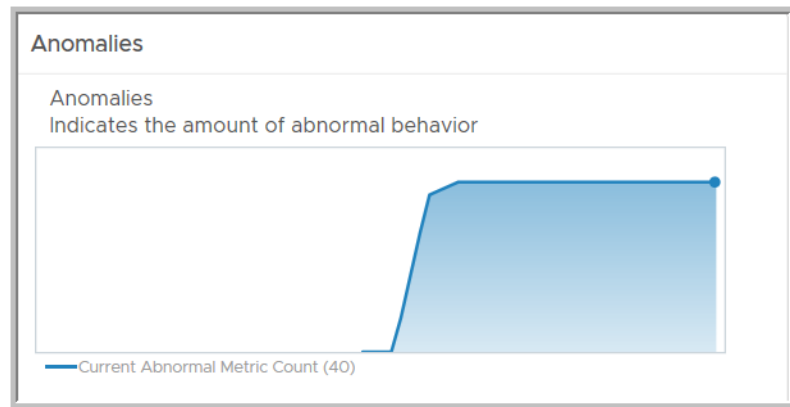 Anomalies
Anomalies
Indicates the amount of abnormal behavior
Current Abnormal Metric Count (40)